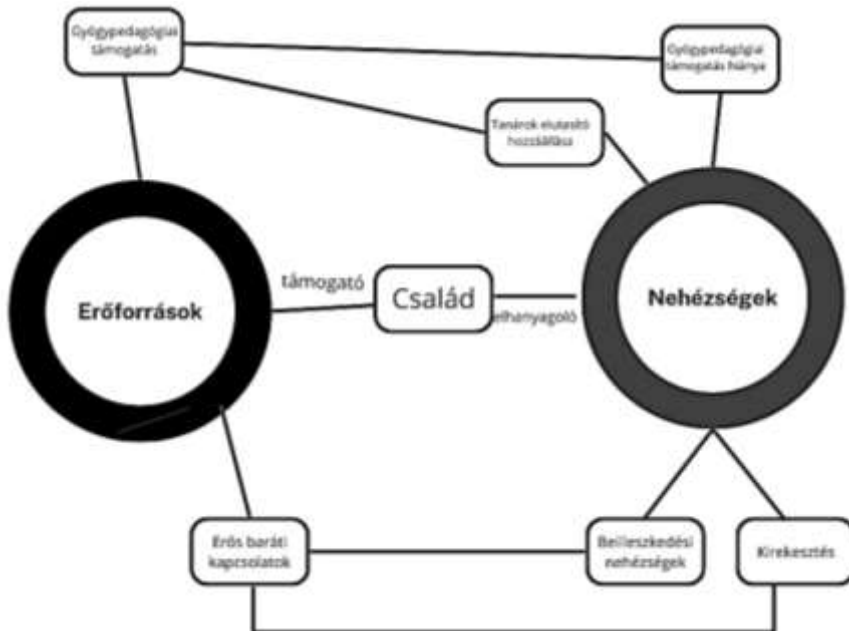 Gyógypedagógiai
támogatás
Gyógypedagógiai
támogatás hiánya
Tanárok elutasító
hozzáállása
támogató
Család
elhanyagoló
Erőforrások
Nehézségek
Erős baráti
kapcsolatok
Beilleszkedési
nehézségek
Kirekesztés